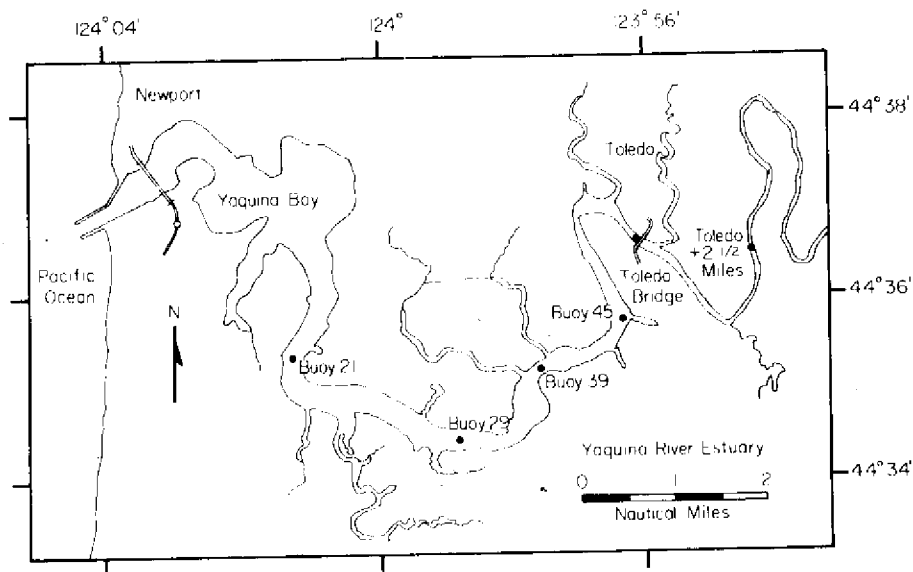 124° 04'
124°
123° 56'
Newport
44° 38'
Toledo
Yaquina Bay
Toledo
+2 1/2
Miles
Pacific
Ocean
Toledo
Bridge
44° 36'
N
Buoy 45
Buoy 21
Buoy 39
Buoy 29
Yaquina River Estuary
44° 34'
0 1 2
Nautical Miles